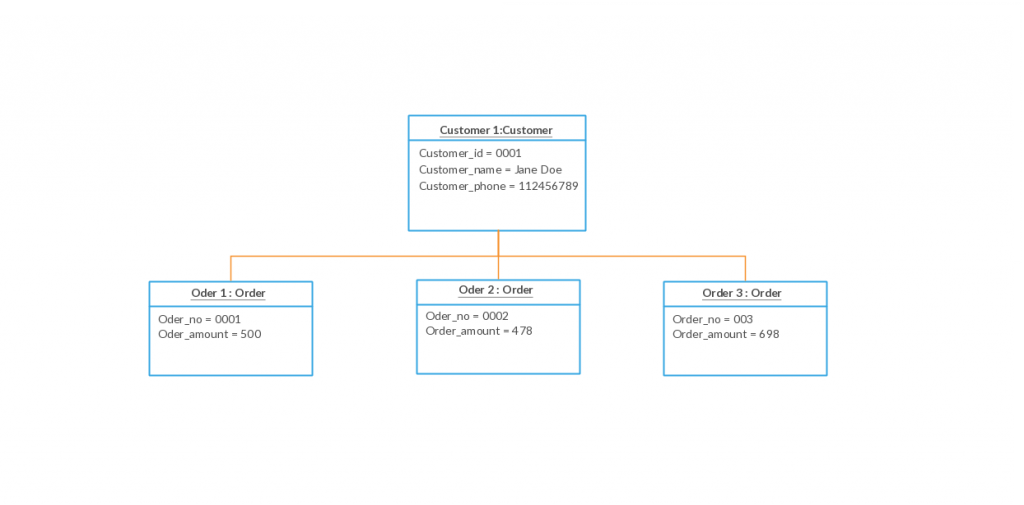 Customer 1:Customer
Customer_id = 0001
Customer_name = Jane Doe
Customer_phone = 112456789
Oder 1 : Order
Oder_no = 0001
Oder_amount = 500
Oder 2 : Order
Oder_no = 0002
Order_amount = 478
Order 3 : Order
Order_no = 003
Order_amount = 698